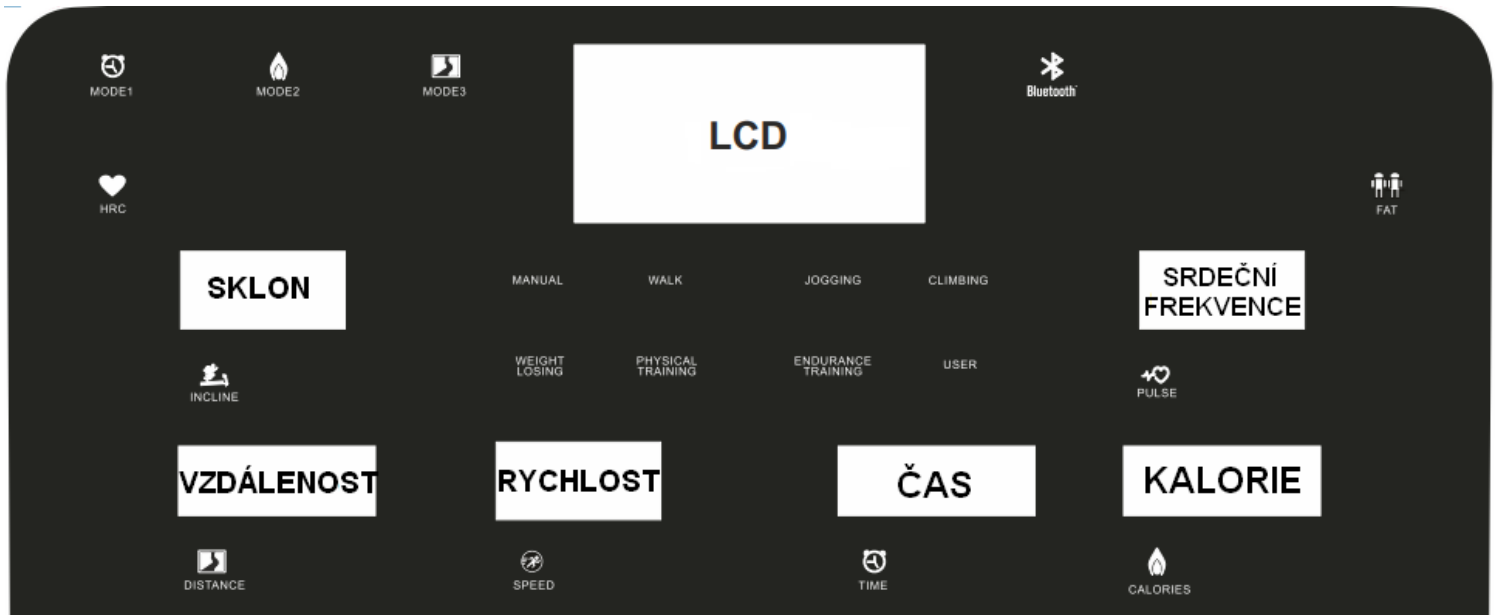 MODE1
MODE2
MODE3
LCD
Bluetooth
HRC
FAT
SKLON
MANUAL
WALK
JOGGING
CLIMBING
SRDEČNÍ
FREKVENCE
WEIGHT
LOSING
PHYSICAL
TRAINING
ENDURANCE
TRAINING
USER
INCLINE
PULSE
VZDÁLENOST
RYCHLOST
ČAS
KALORIE
DISTANCE
SPEED
TIME
CALORIES